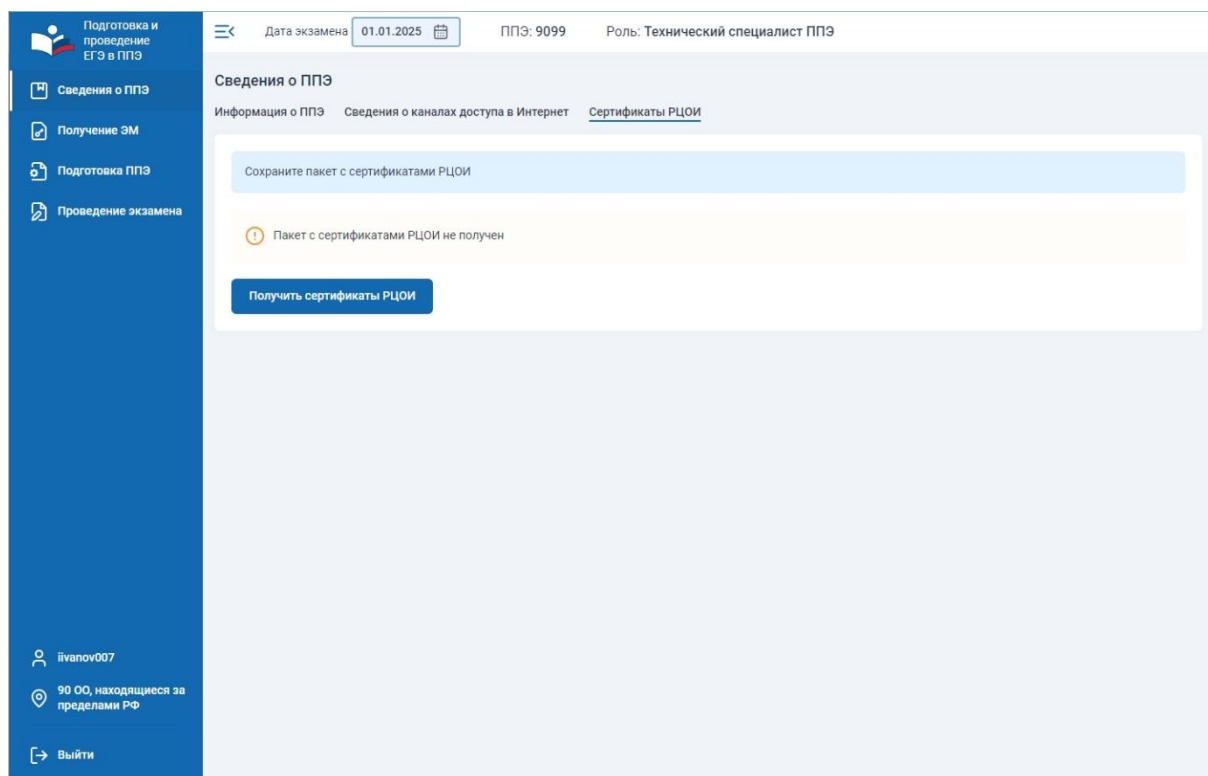 Подготовка и
проведение
ЕГЭ в ППЭ
Сведения о ППЭ
Получение ЭМ
Подготовка ППЭ
Проведение экзамена
iivanov007
90 ОО, находящиеся за
пределами РФ
Выйти
Дата экзамена 01.01.2025 ППЭ: 9099 Роль: Технический специалист ППЭ
Сведения о ППЭ
Информация о ППЭ Сведения о каналах доступа в Интернет Сертификаты РЦОИ
Сохраните пакет с сертификатами РЦОИ
Пакет с сертификатами РЦОИ не получен
Получить сертификаты РЦОИ